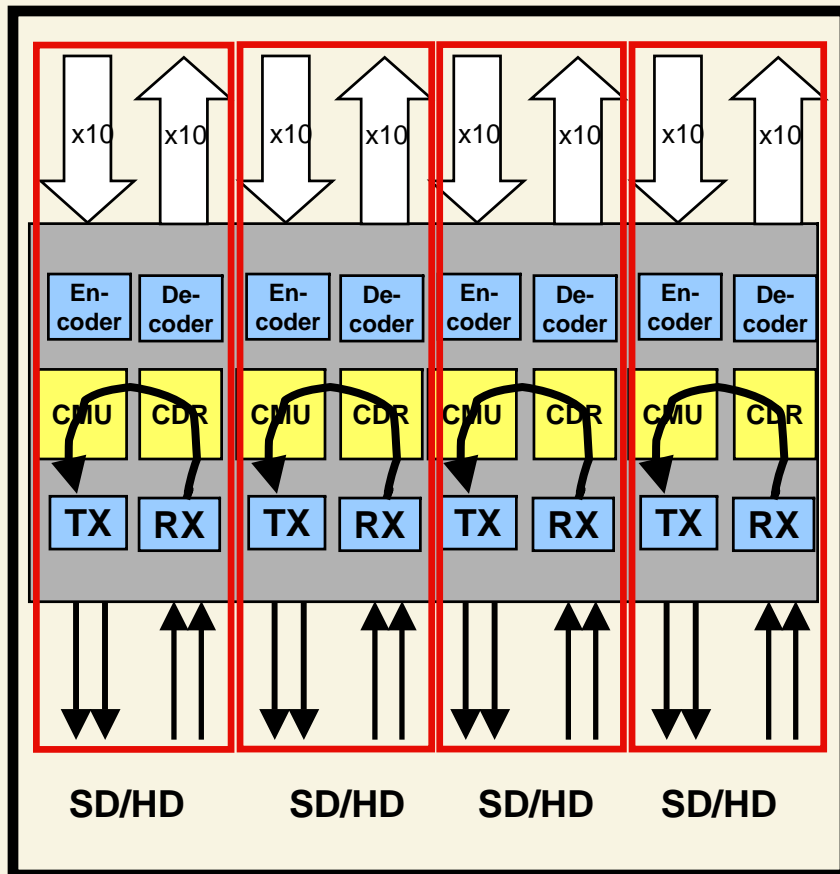 x10 x10 x10 x10 x10 x10 x10 x10
En- De- En- De- En- De- En- De-
coder coder coder coder coder coder coder coder
CMU CDR CMU CDR CMU CDR CMU CDR
TX RX TX RX TX RX TX RX
SD/HD SD/HD SD/HD SD/HD